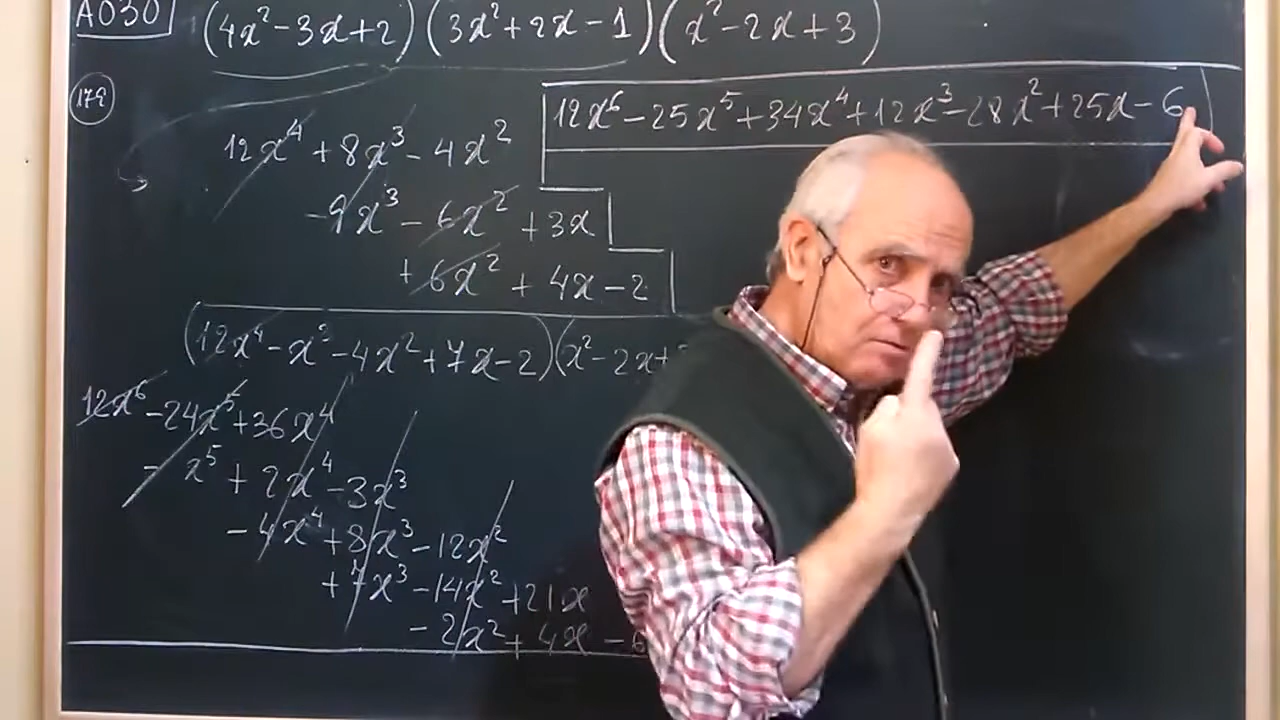 A030 (4x²-3x+2)(3x²+2x-1)(x²-2x+3)
179
12x⁶-25x⁵+34x⁴+12x³-28x²+25x-6
12x⁴+8x³-4x²
-9x³-6x²+3x
+6x²+4x-2
(12x⁴-x³-4x²+7x-2)(x²-2x+
12x⁶-24x⁵+36x⁴
-x⁵+2x⁴-3x³
-4x⁴+8x³-12x²
+7x³-14x²+21x
-2x²+4x-6